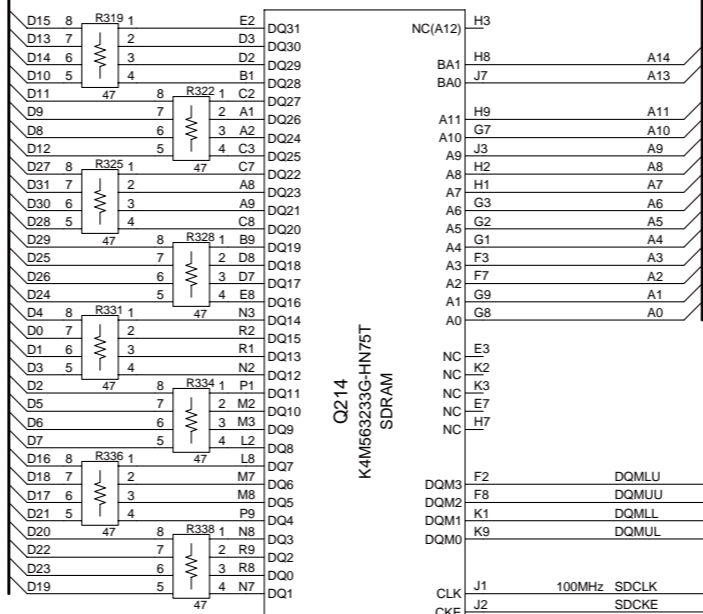 D15 8 R319 1 E2 DQ31 NC(A12) H3
D13 7 2 D3 DQ30
D14 6 3 D2 DQ29 BA1 H8 A14
D10 5 47 4 B1 DQ28 BA0 J7 A13
D11 8 R322 1 C2 DQ27
D9 7 2 A1 DQ26 A11 H9 A11
D8 6 3 A2 DQ24 A10 G7 A10
D12 5 47 4 C3 DQ25 A9 J3 A9
D27 8 R325 1 C7 DQ22 A8 H2 A8
D31 7 2 A8 DQ23 A7 H1 A7
D30 6 3 A9 DQ21 A6 G3 A6
D28 5 47 4 C8 DQ20 A5 G2 A5
D29 8 R328 1 B9 DQ19 A4 G1 A4
D25 7 2 D8 DQ18 A3 F3 A3
D26 6 3 D7 DQ17 A2 F7 A2
D24 5 47 4 E8 DQ16 A1 G9 A1
D4 8 R331 1 N3 DQ14 A0 G8 A0
D0 7 2 R2 DQ15
D1 6 3 R1 DQ13 NC E3
D3 5 47 4 N2 DQ12 NC K2
D2 8 R334 1 P1 DQ11 NC K3
D5 7 2 M2 DQ10 NC E7
D6 6 3 M3 DQ9 NC H7
D7 5 47 4 L2 DQ8
D16 8 R336 1 L8 DQ7
D18 7 2 M7 DQ6 DQM3 F2 DQMLU
D17 6 3 M8 DQ5 DQM2 F8 DQMUU
D21 5 47 4 P9 DQ4 DQM1 K1 DQMLL
D20 8 R338 1 N8 DQ3 DQM0 K9 DQMUL
D22 7 2 R9 DQ2
D23 6 3 R8 DQ0
D19 5 47 4 N7 DQ1 CLK J1 100MHz SDCLK
CKE J2 SDCKE
Q214
K4M563233G-HN75T
SDRAM